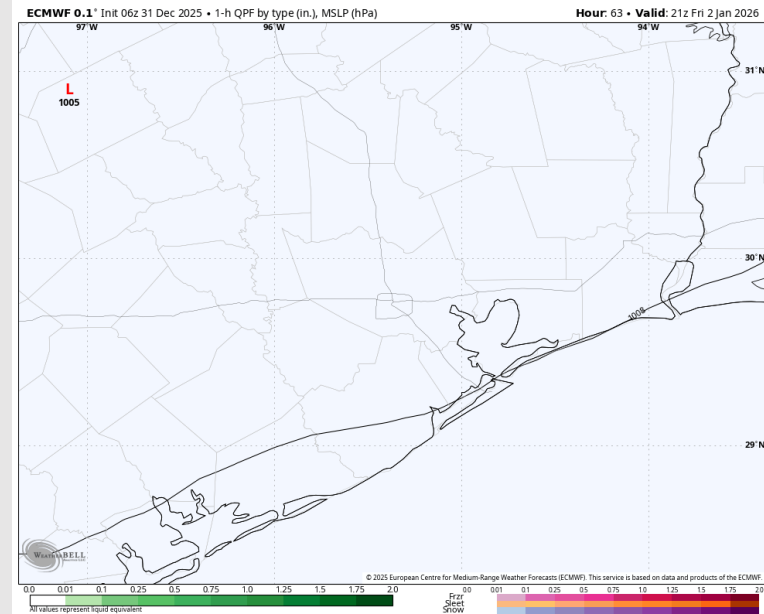 ECMWF 0.1° Init 06z 31 Dec 2025 • 1-h QPF by type (in.), MSLP (hPa) Hour: 63 • Valid: 21z Fri 2 Jan 2026
97°W 96°W 95°W 94°W
31°N
L
1005
30°N
1008
29°N
WEATHERBELL
© 2025 European Centre for Medium-Range Weather Forecasts (ECMWF). This service is based on data and products of the ECMWF.
0.0 0.01 0.25 0.5 0.75 1.0 1.25 1.5 1.75 2.0
0.0 0.01 0.25 0.5 0.75 1.0 1.25 1.5 1.75 2.0
Frzr
Sleet
Snow
All values represent liquid equivalent